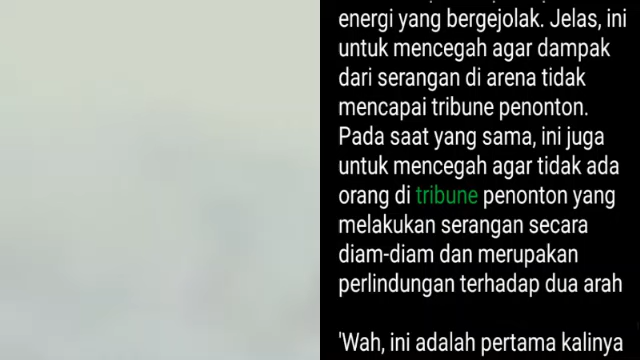 energi yang bergejolak. Jelas, ini
untuk mencegah agar dampak
dari serangan di arena tidak
mencapai tribune penonton.
Pada saat yang sama, ini juga
untuk mencegah agar tidak ada
orang di tribune penonton yang
melakukan serangan secara
diam-diam dan merupakan
perlindungan terhadap dua arah
'Wah, ini adalah pertama kalinya